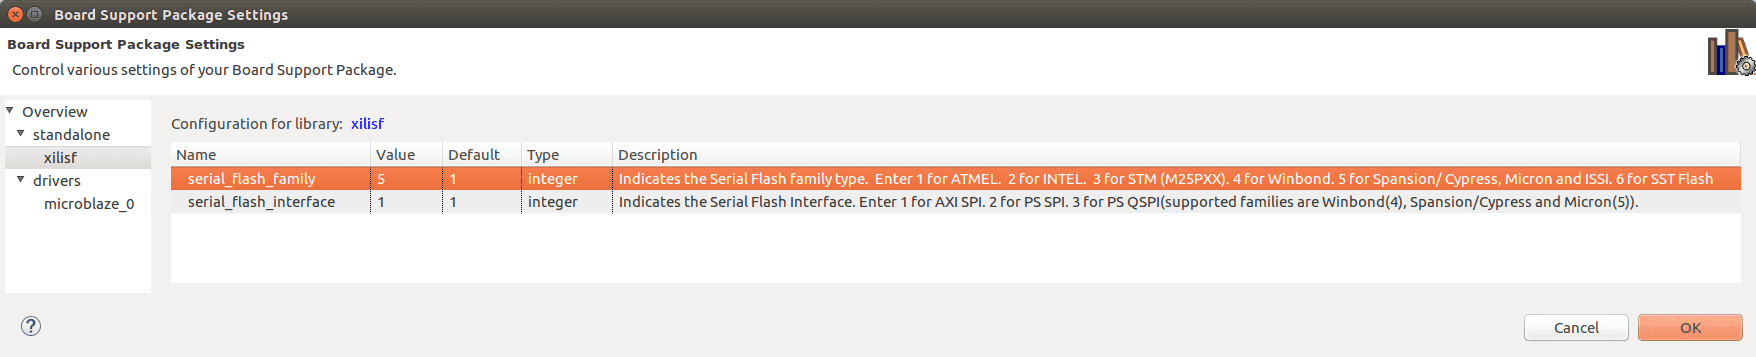 Board Support Package Settings
Board Support Package Settings
Control various settings of your Board Support Package.
Overview
standalone
xilisf
drivers
microblaze_0
Configuration for library: xilisf
Name Value Default Type Description
serial_flash_family 5 1 integer Indicates the Serial Flash family type. Enter 1 for ATMEL. 2 for INTEL. 3 for STM (M25PXX). 4 for Winbond. 5 for Spansion/ Cypress, Micron and ISSI. 6 for SST Flash
serial_flash_interface 1 1 integer Indicates the Serial Flash Interface. Enter 1 for AXI SPI. 2 for PS SPI. 3 for PS QSPI(supported families are Winbond(4), Spansion/Cypress and Micron(5)).
?
Cancel OK